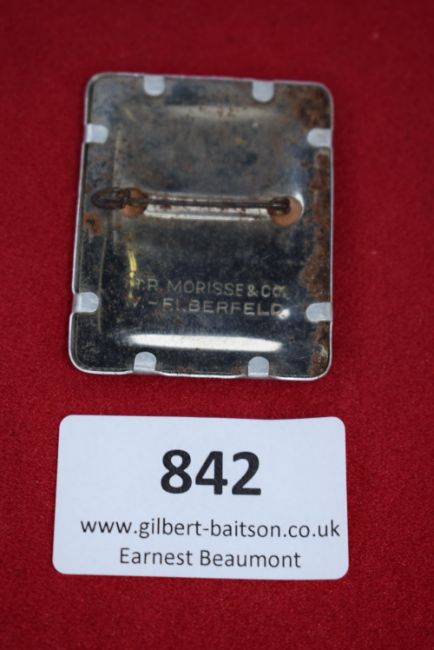 MORISSE & CO.
-ELBERFELD
842
www.gilbert-baitson.co.uk
Earnest Beaumont